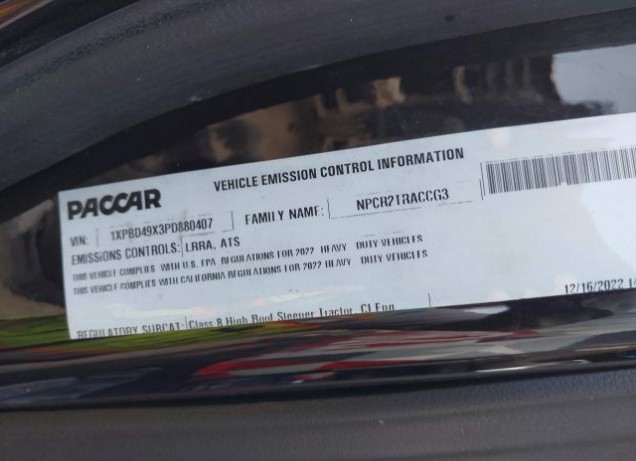 PACCAR
VEHICLE EMISSION CONTROL INFORMATION
VIN: 1XPBD49X3PD880407
FAMILY NAME: NPCR21RACCG3
EMISSIONS CONTROLS: LRRA, ATS
THIS VEHICLE COMPLIES WITH U.S. EPA REGULATIONS FOR 2022 HEAVY DUTY VEHICLES
THIS VEHICLE COMPLIES WITH CALIFORNIA REGULATIONS FOR 2022 HEAVY DUTY VEHICLES
REGULATORY SUBCAT: Class 8 High Roof Sleeper Tractor, CI Eng
12/16/2022